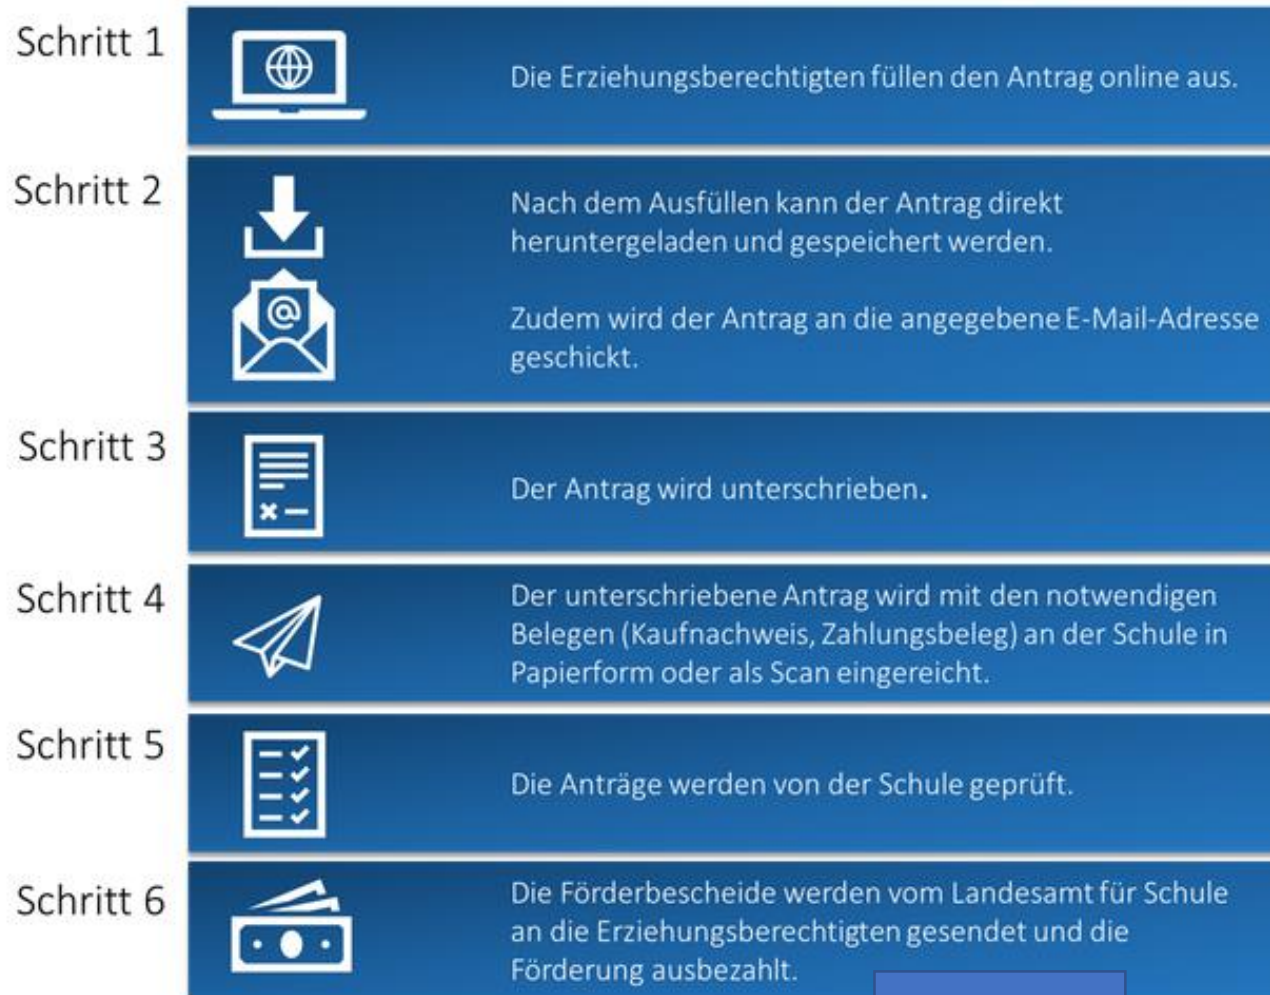 Schritt 1
Die Erziehungsberechtigten füllen den Antrag online aus.
Schritt 2
Nach dem Ausfüllen kann der Antrag direkt
heruntergeladen und gespeichert werden.
@
Zudem wird der Antrag an die angegebene E-Mail-Adresse
geschickt.
Schritt 3
Der Antrag wird unterschrieben.
Schritt 4
Der unterschriebene Antrag wird mit den notwendigen
Belegen (Kaufnachweis, Zahlungsbeleg) an der Schule in
Papierform oder als Scan eingereicht.
Schritt 5
Die Anträge werden von der Schule geprüft.
Schritt 6
Die Förderbescheide werden vom Landesamt für Schule
an die Erziehungsberechtigten gesendet und die
Förderung ausbezahlt.